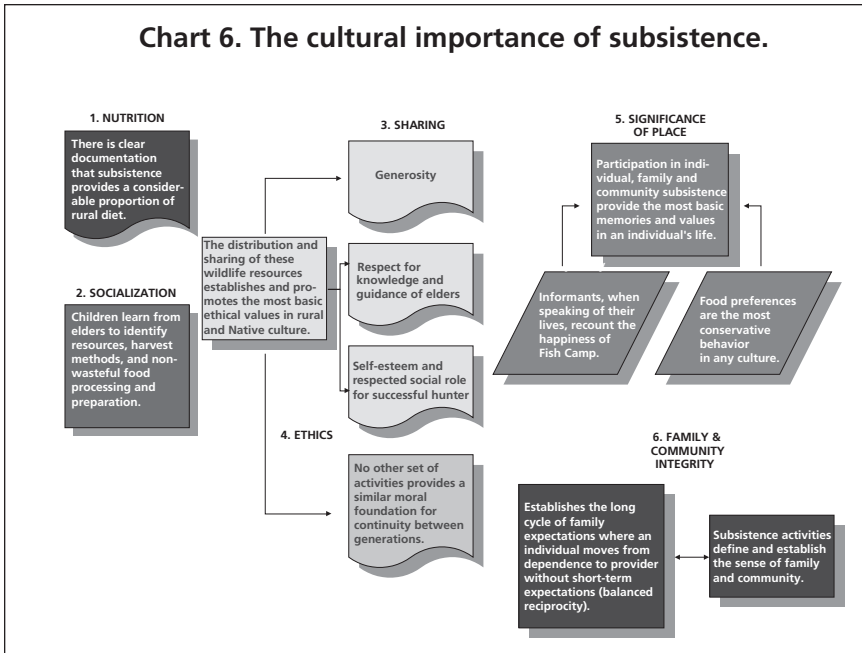 Chart 6. The cultural importance of subsistence.
1. NUTRITION
There is clear
documentation
that subsistence
provides a consider-
able proportion of
rural diet.
2. SOCIALIZATION
Children learn from
elders to identify
resources, harvest
methods, and non-
wasteful food
processing and
preparation.
The distribution and
sharing of these
wildlife resources
establishes and pro-
motes the most basic
ethical values in rural
and Native culture.
3. SHARING
Generosity
Respect for
knowledge and
guidance of elders
Self-esteem and
respected social role
for successful hunter
4. ETHICS
No other set of
activities provides a
similar moral
foundation for
continuity between
generations.
5. SIGNIFICANCE
OF PLACE
Participation in indi-
vidual, family and
community subsistence
provide the most basic
memories and values
in an individual's life.
Informants, when
speaking of their
lives, recount the
happiness of
Fish Camp.
Food preferences
are the most
conservative
behavior
in any culture.
6. FAMILY &
COMMUNITY
INTEGRITY
Establishes the long
cycle of family
expectations where an
individual moves from
dependence to provider
without short-term
expectations (balanced
reciprocity).
Subsistence activities
define and establish
the sense of family
and community.